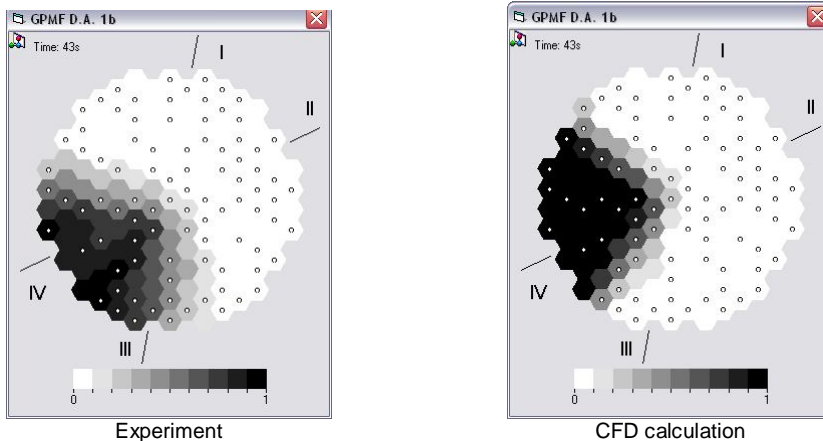 GPMF D.A. 1b
Time: 43s
I
II
IV
III
0 1
Experiment
GPMF D.A. 1b
Time: 43s
I
II
IV
III
0 1
CFD calculation